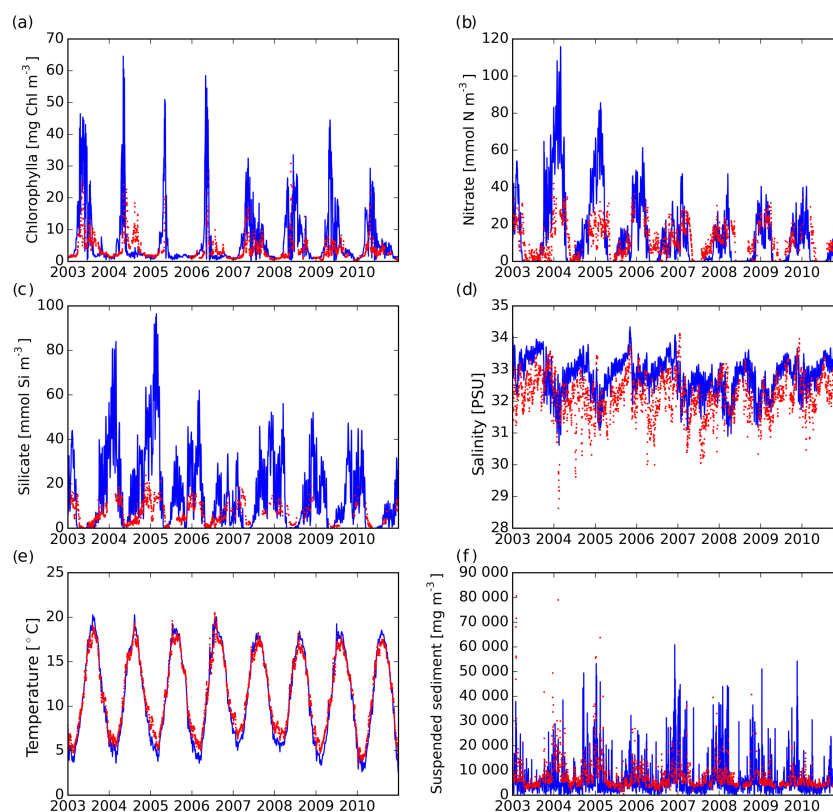 (a)
(b)
70
60
50
40
30
20
10
0
Chlorophylla [mg Chl m⁻³]
2003 2004 2005 2006 2007 2008 2009 2010
120
100
80
60
40
20
0
Nitrate [mmol N m⁻³]
2003 2004 2005 2006 2007 2008 2009 2010
(c)
(d)
100
80
60
40
20
0
Silicate [mmol Si m⁻³]
2003 2004 2005 2006 2007 2008 2009 2010
35
34
33
32
31
30
29
28
Salinity [PSU]
2003 2004 2005 2006 2007 2008 2009 2010
(e)
(f)
25
20
15
10
5
0
Temperature [°C]
2003 2004 2005 2006 2007 2008 2009 2010
90 000
80 000
70 000
60 000
50 000
40 000
30 000
20 000
10 000
0
Suspended sediment [mg m⁻³]
2003 2004 2005 2006 2007 2008 2009 2010